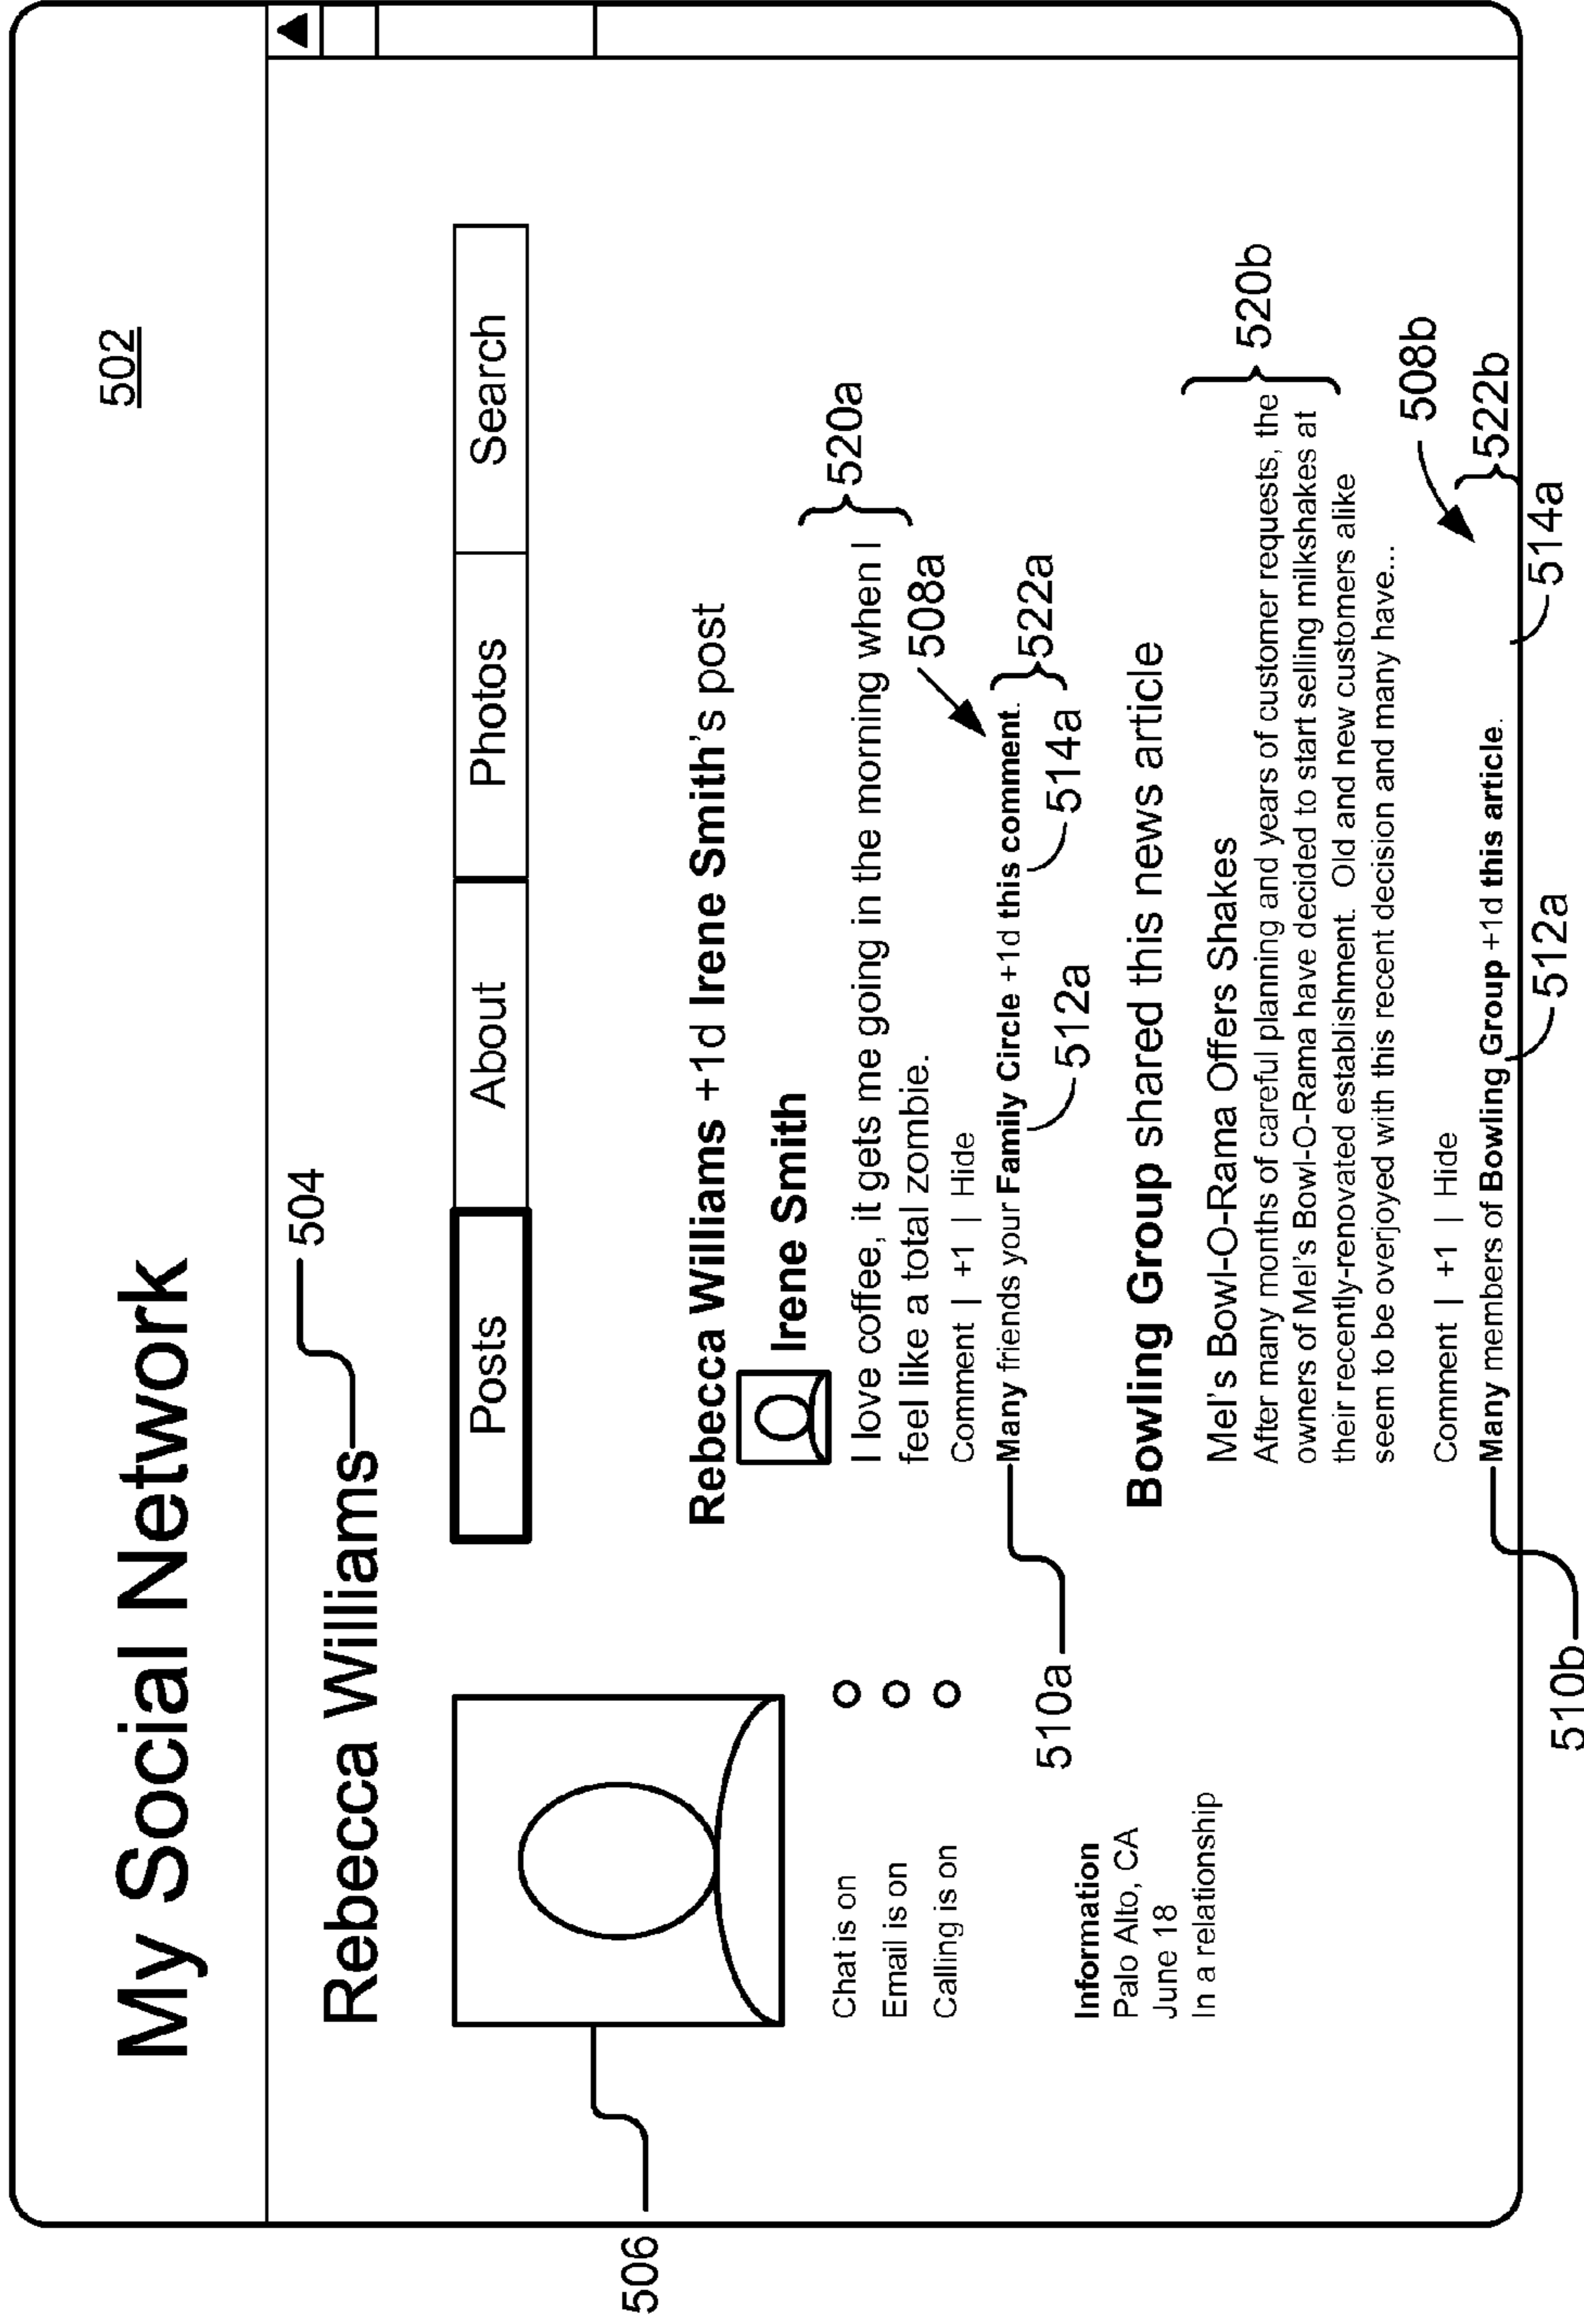 My Social Network
502
Rebecca Williams
504
506
Posts
About
Photos
Search
Chat is on
Email is on
Calling is on
Information
Palo Alto, CA
June 18
In a relationship
Rebecca Williams +1d Irene Smith's post
Irene Smith
I love coffee, it gets me going in the morning when I
feel like a total zombie.
520a
Comment | +1 | Hide
508a
Many friends your Family Circle +1d this comment.
522a
510a
512a
514a
Bowling Group shared this news article
Mel's Bowl-O-Rama Offers Shakes
After many months of careful planning and years of customer requests, the
owners of Mel's Bowl-O-Rama have decided to start selling milkshakes at
their recently-renovated establishment. Old and new customers alike
seem to be overjoyed with this recent decision and many have...
520b
Comment | +1 | Hide
508b
Many members of Bowling Group +1d this article.
522b
510b
512a
514a